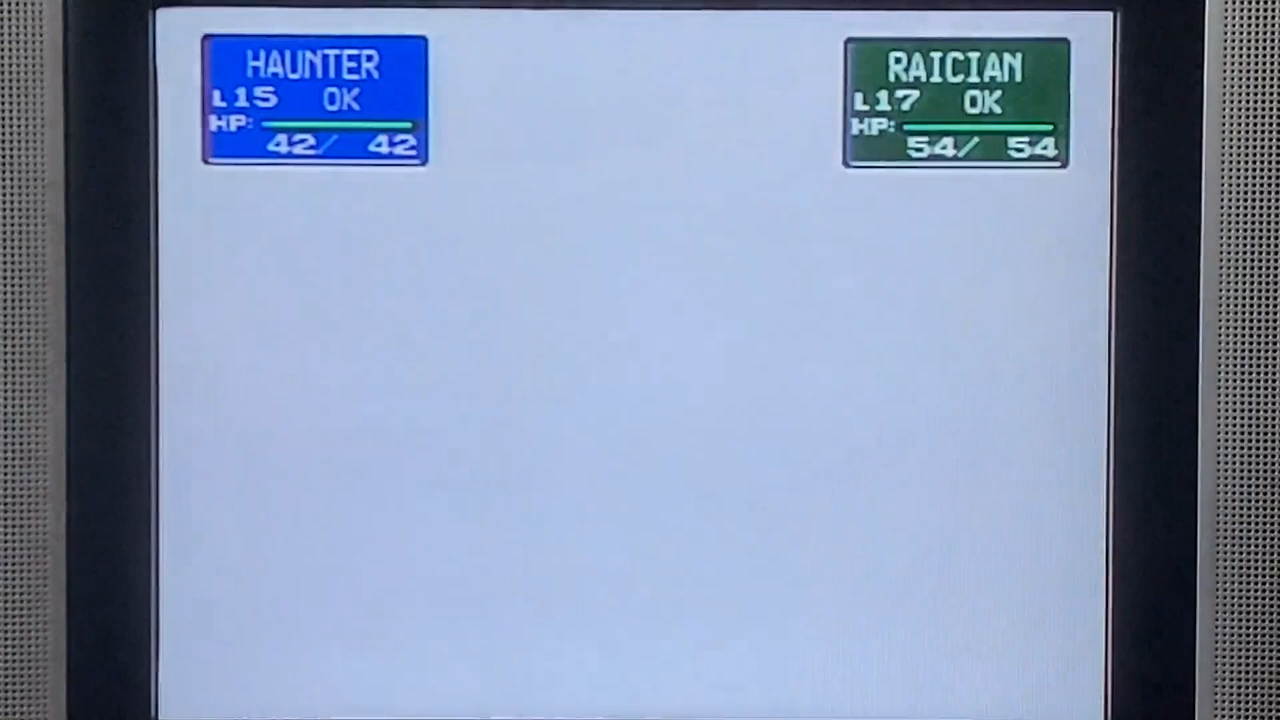 HAUNTER
L15 OK
HP:
42/ 42
RAICIAN
L17 OK
HP:
54/ 54